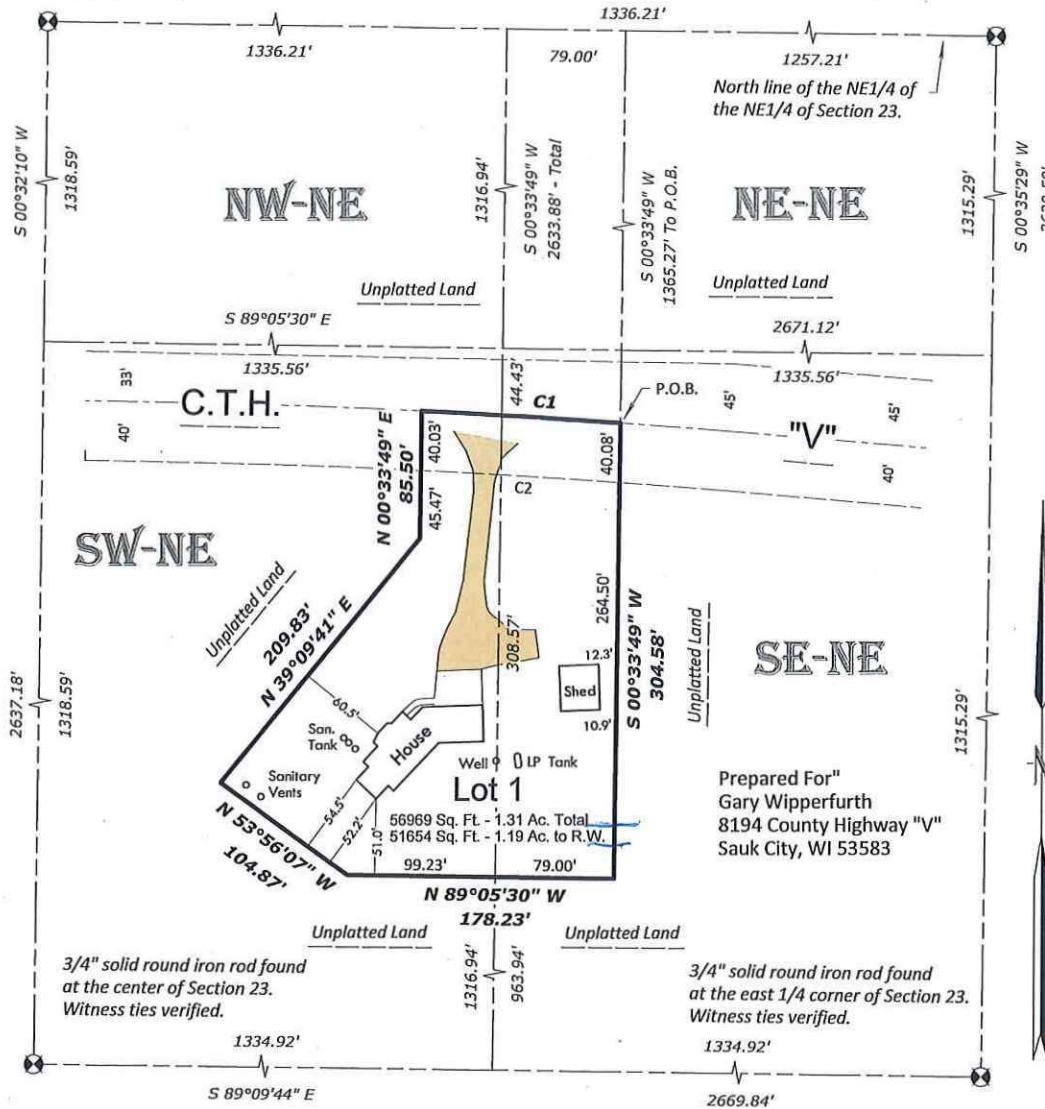 1336.21'
1336.21'
79.00'
1257.21'
North line of the NE1/4 of
the NE1/4 of Section 23.
S 00°32'10" W
1318.59'
1316.94'
S 00°33'49" W
2633.88' - Total
S 00°33'49" W
1365.27' To P.O.B.
1315.29'
S 00°35'29" W
NW-NE
NE-NE
Unplatted Land
Unplatted Land
S 89°05'30" E
2671.12'
1335.56'
1335.56'
33'
C.T.H.
40'
44.43'
C1
P.O.B.
45'
45'
"V"
40'
N 00°33'49" E
85.50'
40.03'
45.47'
40.08'
C2
SW-NE
Unplatted Land
209.83'
N 39°09'41" E
308.57'
264.50'
S 00°33'49" W
304.58'
Unplatted Land
SE-NE
12.3'
Shed
10.9'
60.5'
San.
Tank
House
Well
LP Tank
Sanitary
Vents
Lot 1
54.5'
52.2'
51.0'
56969 Sq. Ft. - 1.31 Ac. Total
51654 Sq. Ft. - 1.19 Ac. to R.W.
N 53°56'07" W
104.87'
99.23'
79.00'
N 89°05'30" W
178.23'
2637.18'
1318.59'
1315.29'
Prepared For"
Gary Wipperfurth
8194 County Highway "V"
Sauk City, WI 53583
Unplatted Land
Unplatted Land
3/4" solid round iron rod found
at the center of Section 23.
Witness ties verified.
1316.94'
963.94'
3/4" solid round iron rod found
at the east 1/4 corner of Section 23.
Witness ties verified.
1334.92'
1334.92'
S 89°09'44" E
2669.84'